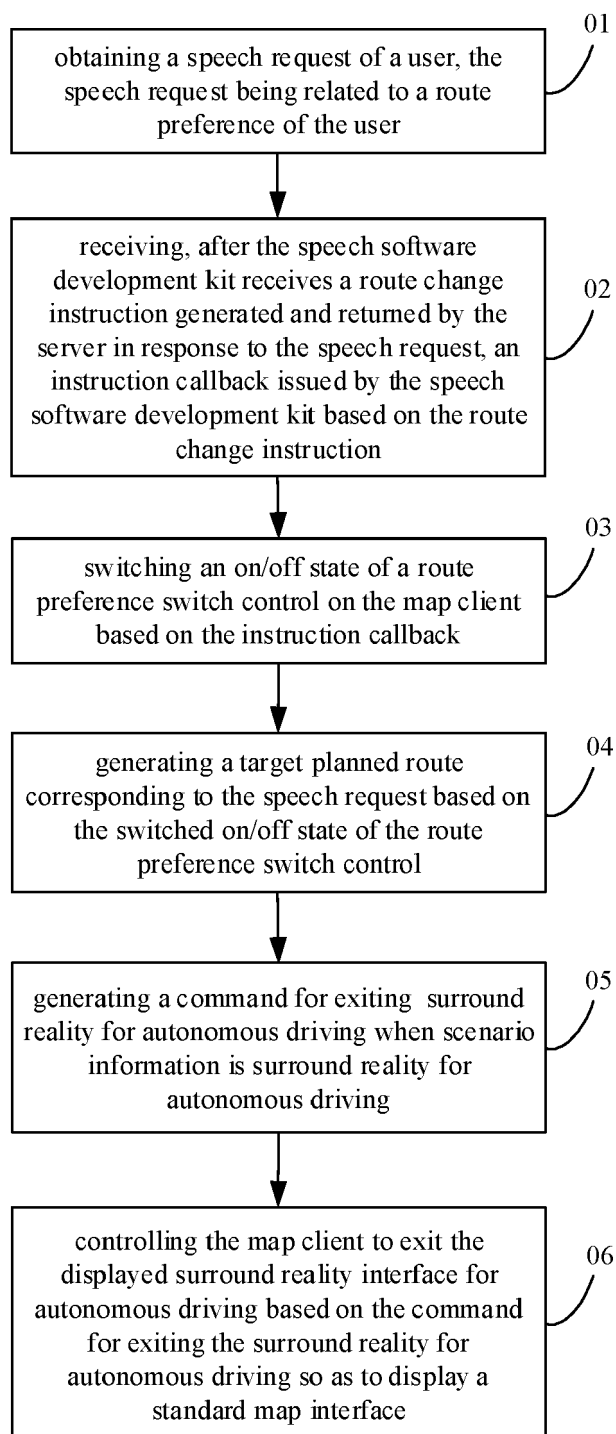 01
obtaining a speech request of a user, the
speech request being related to a route
preference of the user
02
receiving, after the speech software
development kit receives a route change
instruction generated and returned by the
server in response to the speech request, an
instruction callback issued by the speech
software development kit based on the route
change instruction
03
switching an on/off state of a route
preference switch control on the map client
based on the instruction callback
04
generating a target planned route
corresponding to the speech request based on
the switched on/off state of the route
preference switch control
05
generating a command for exiting surround
reality for autonomous driving when scenario
information is surround reality for
autonomous driving
06
controlling the map client to exit the
displayed surround reality interface for
autonomous driving based on the command
for exiting the surround reality for
autonomous driving so as to display a
standard map interface